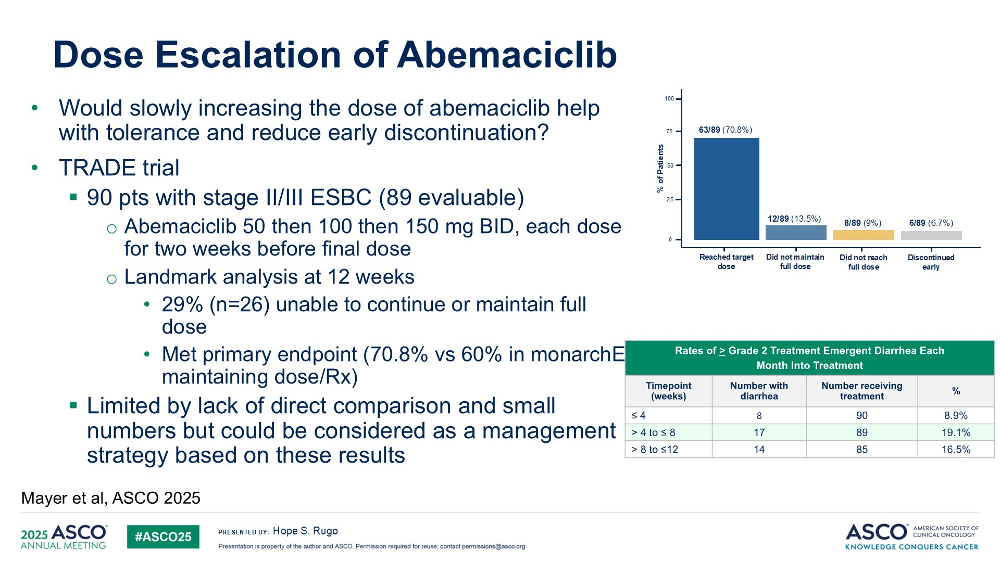 Dose Escalation of Abemaciclib
• Would slowly increasing the dose of abemaciclib help
with tolerance and reduce early discontinuation?
• TRADE trial
▪ 90 pts with stage II/III ESBC (89 evaluable)
o Abemaciclib 50 then 100 then 150 mg BID, each dose
for two weeks before final dose
o Landmark analysis at 12 weeks
• 29% (n=26) unable to continue or maintain full
dose
• Met primary endpoint (70.8% vs 60% in monarchE
maintaining dose/Rx)
▪ Limited by lack of direct comparison and small
numbers but could be considered as a management
strategy based on these results
% of Patients
100
75
50
25
0
63/89 (70.8%)
12/89 (13.5%)
8/89 (9%)
6/89 (6.7%)
Reached target
dose
Did not maintain
full dose
Did not reach
full dose
Discontinued
early
Rates of > Grade 2 Treatment Emergent Diarrhea Each
Month Into Treatment
Timepoint
(weeks)
Number with
diarrhea
Number receiving
treatment
%
≤ 4 8 90 8.9%
> 4 to ≤ 8 17 89 19.1%
> 8 to ≤12 14 85 16.5%
Mayer et al, ASCO 2025
2025 ASCO
ANNUAL MEETING
#ASCO25
PRESENTED BY: Hope S. Rugo
Presentation is property of the author and ASCO. Permission required for reuse; contact permissions@asco.org.
ASCO AMERICAN SOCIETY OF
CLINICAL ONCOLOGY
KNOWLEDGE CONQUERS CANCER